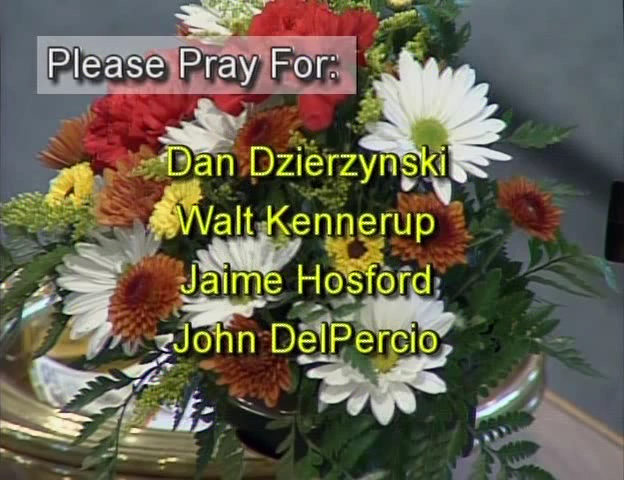 Please Pray For:
Dan Dzierzynski
Walt Kennerup
Jaime Hosford
John DelPercio